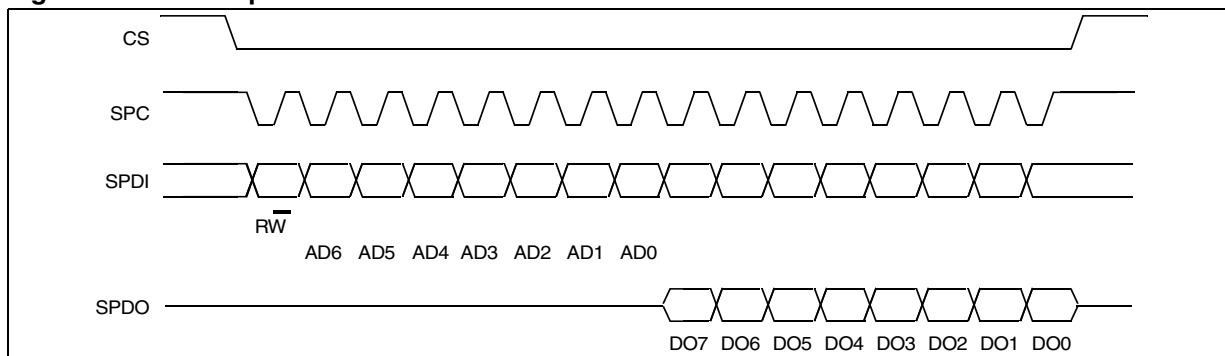 CS
SPC
SPDI
RW̅
AD6 AD5 AD4 AD3 AD2 AD1 AD0
SPDO
DO7 DO6 DO5 DO4 DO3 DO2 DO1 DO0